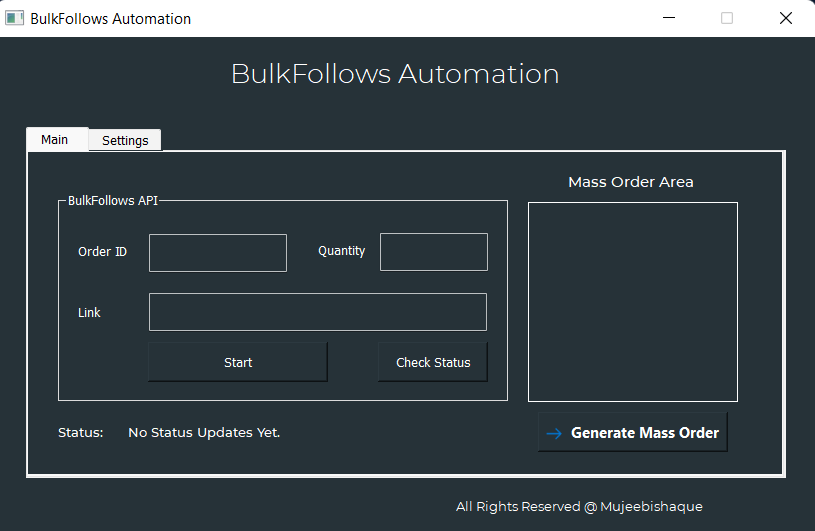 BulkFollows Automation
BulkFollows Automation
Main Settings
Mass Order Area
BulkFollows API
Order ID Quantity
Link
Start Check Status
Status: No Status Updates Yet.
Generate Mass Order
All Rights Reserved @ Mujeebishaque